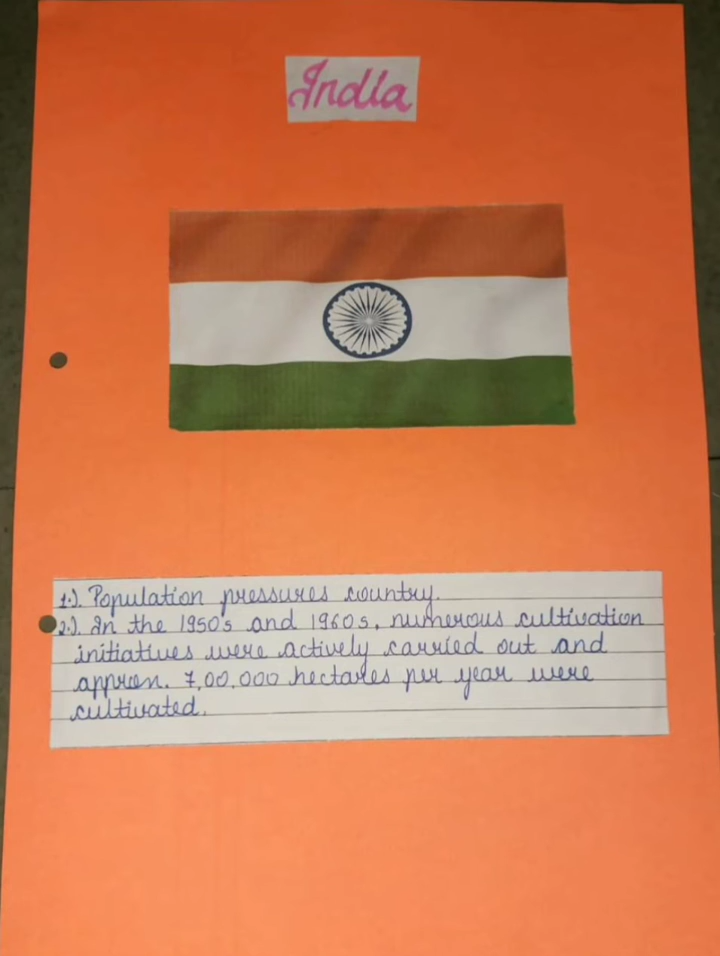 India
1.). Population pressures country.
2.). In the 1950's and 1960s, numerous cultivation
initiatives were actively carried out and
approx. 7,00,000 hectares per year were
cultivated.